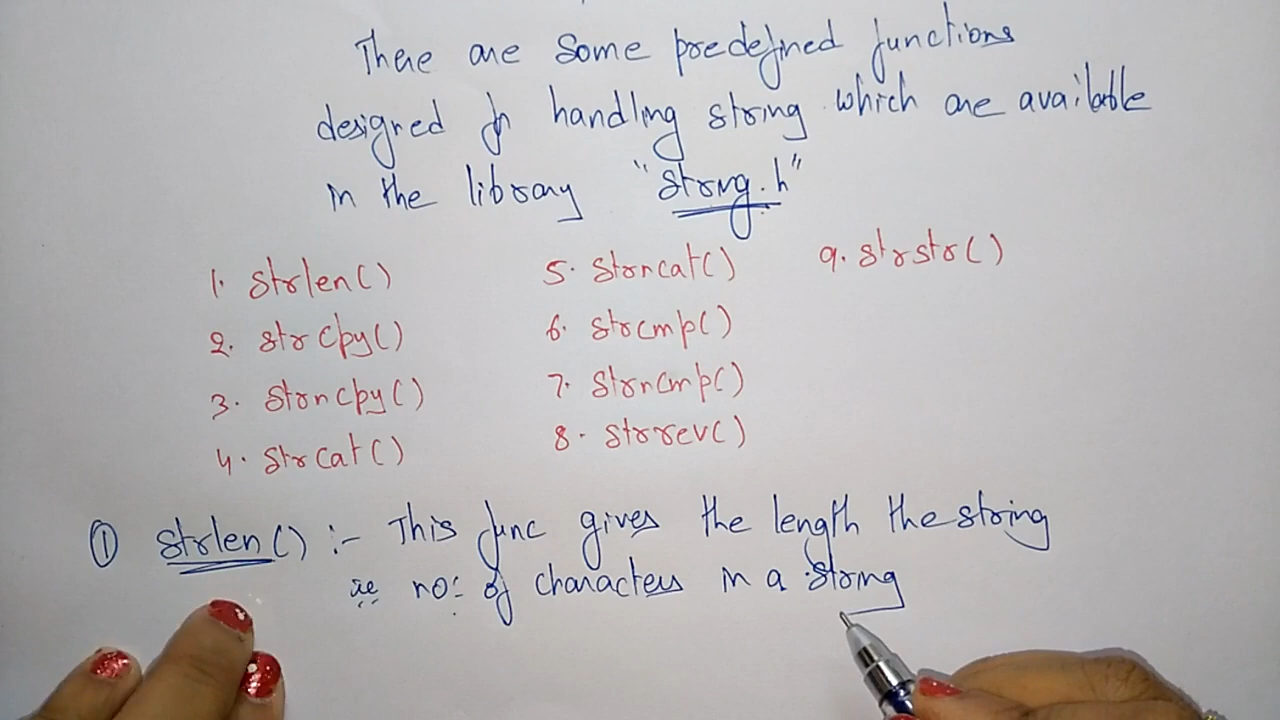 There are some predefined functions
designed for handling string which are available
in the library "string.h"
1. strlen()
2. strcpy()
3. strncpy()
4. strcat()
5. strncat()
6. strcmp()
7. strncmp()
8. strrev()
9. strstr()
① strlen() :- This func gives the length the string
ie no: of characters in a string